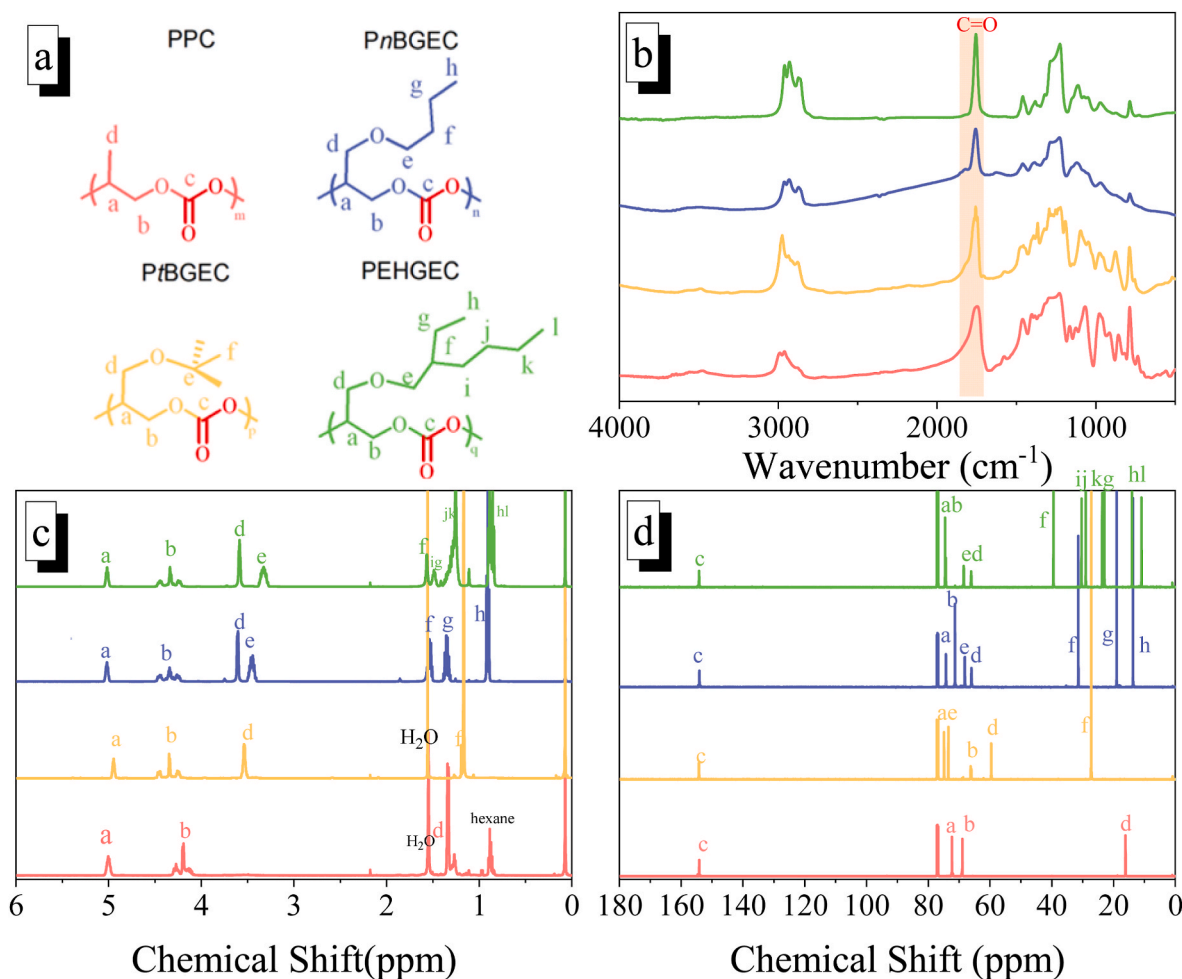 a
PPC
PnBGEC
d
a
b
c
O
O
O
m
h
g
f
e
d
O
a
b
O
c
O
O
n
PtBGEC
PEHGEC
d
O
e
f
a
b
O
c
O
O
p
h
g
f
j
l
k
i
e
d
O
a
b
O
c
O
O
q
b
C=O
4000 3000 2000 1000
Wavenumber (cm-1)
c
a b d e f ig jk hl
a b d e f g h
a b d H2O f
a b H2O d hexane
6 5 4 3 2 1 0
Chemical Shift(ppm)
d
c ab ed f ij kg hl
c a b e d f g h
c ae b d f
c a b d
180 160 140 120 100 80 60 40 20 0
Chemical Shift (ppm)